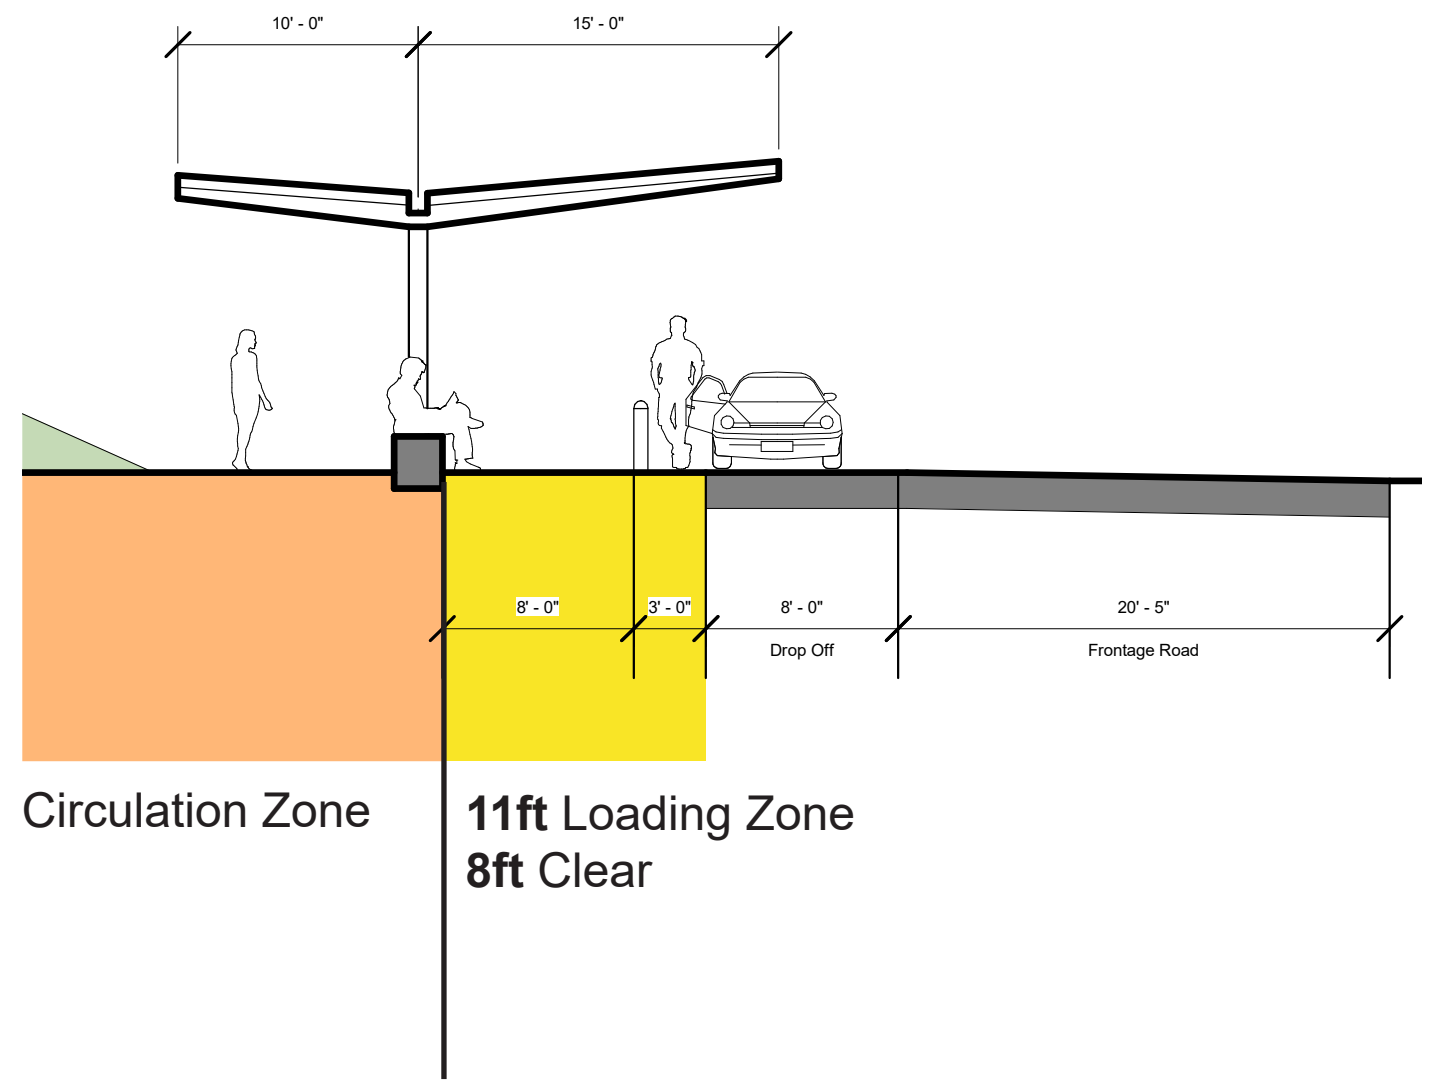 10' - 0"
15' - 0"
8' - 0"
3' - 0"
8' - 0"
20' - 5"
Drop Off
Frontage Road
Circulation Zone
11ft Loading Zone
8ft Clear